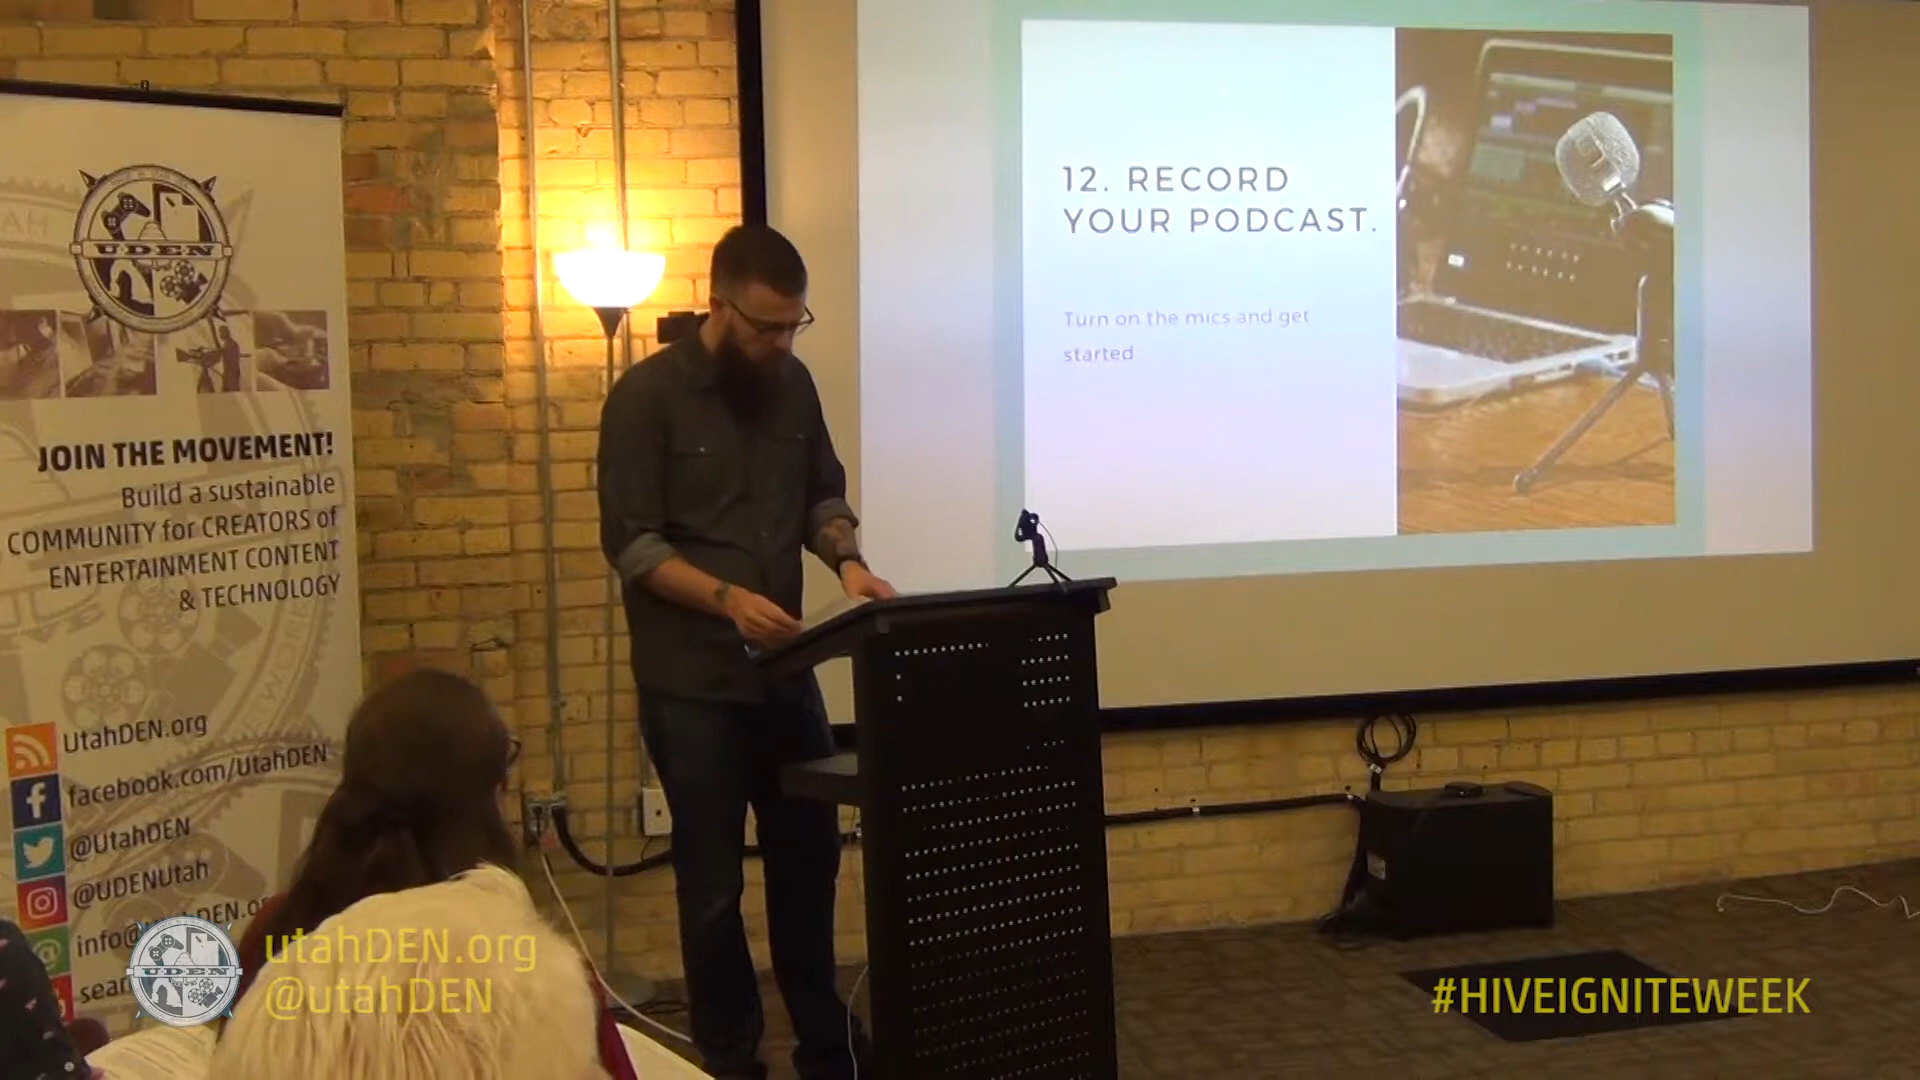 UDEN
JOIN THE MOVEMENT!
Build a sustainable
COMMUNITY for CREATORS of
ENTERTAINMENT CONTENT
& TECHNOLOGY
UtahDEN.org
facebook.com/UtahDEN
@UtahDEN
@UDENUtah
12. RECORD
YOUR PODCAST.
Turn on the mics and get
started
UDEN
utahDEN.org
@utahDEN
#HIVEIGNITEWEEK